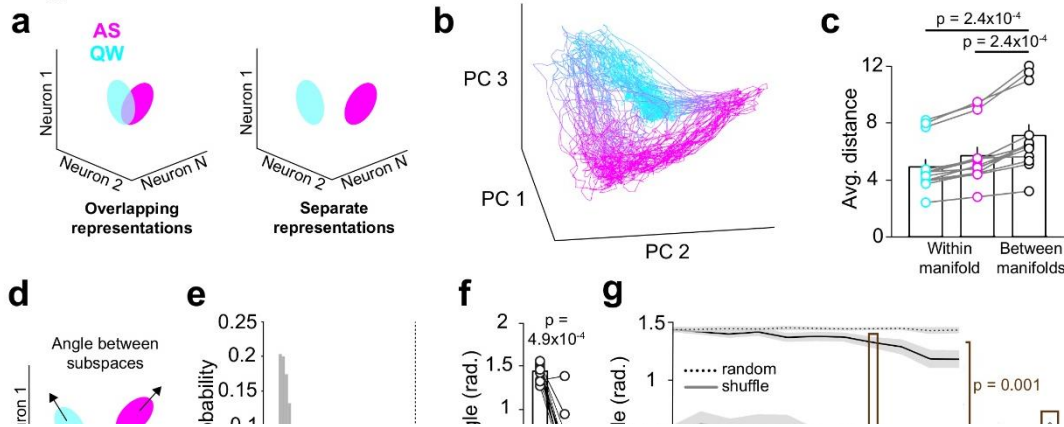 a
AS
QW
Neuron 1
Neuron 2
Neuron N
Overlapping
representations
Neuron 1
Neuron 2
Neuron N
Separate
representations
b
PC 3
PC 1
PC 2
c
p = 2.4x10-4
p = 2.4x10-4
Avg. distance
12
8
4
0
Within
manifold
Between
manifolds
d
Angle between
subspaces
e
0.25
0.2
0.15
f
p =
4.9x10-4
2
1.5
1
g
1.5
1
random
shuffle
p = 0.001